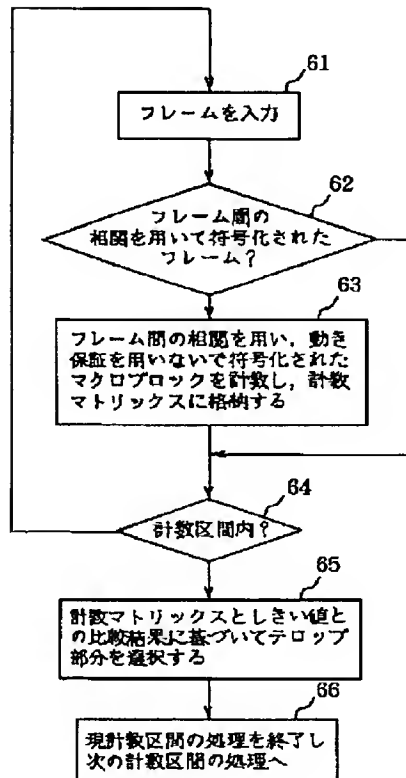 61
フレームを入力
62
フレーム間の
相関を用いて符号化された
フレーム？
63
フレーム間の相関を用い，動き
保証を用いないで符号化された
マクロブロックを計数し，計数
マトリックスに格納する
64
計数区間内？
65
計数マトリックスとしきい値と
の比較結果に基づいてテロップ
部分を選択する
66
現計数区間の処理を終了し
次の計数区間の処理へ